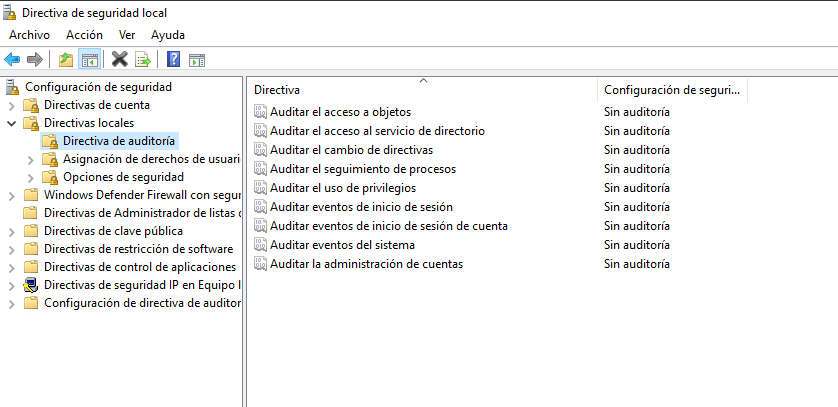 Directiva de seguridad local
Archivo Acción Ver Ayuda
Configuración de seguridad
Directivas de cuenta
Directivas locales
Directiva de auditoría
Asignación de derechos de usuari
Opciones de seguridad
Windows Defender Firewall con segur
Directivas de Administrador de listas d
Directivas de clave pública
Directivas de restricción de software
Directivas de control de aplicaciones
Directivas de seguridad IP en Equipo l
Configuración de directiva de auditor
Directiva Configuración de seguri...
Auditar el acceso a objetos Sin auditoría
Auditar el acceso al servicio de directorio Sin auditoría
Auditar el cambio de directivas Sin auditoría
Auditar el seguimiento de procesos Sin auditoría
Auditar el uso de privilegios Sin auditoría
Auditar eventos de inicio de sesión Sin auditoría
Auditar eventos de inicio de sesión de cuenta Sin auditoría
Auditar eventos del sistema Sin auditoría
Auditar la administración de cuentas Sin auditoría